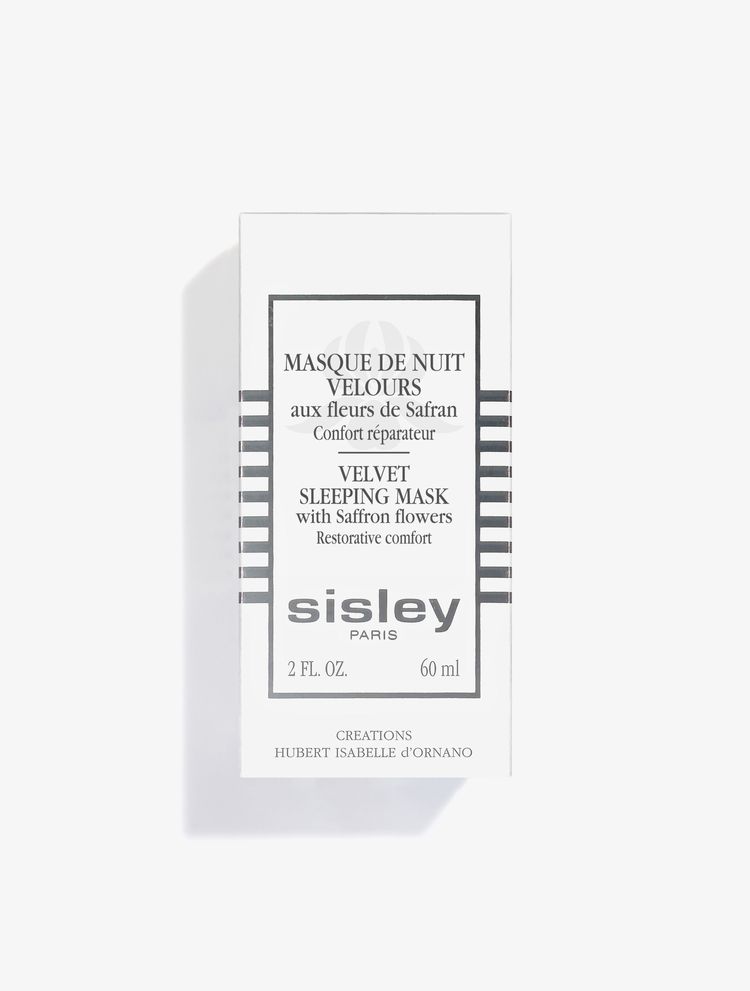 MASQUE DE NUIT
VELOURS
aux fleurs de Safran
Confort réparateur
VELVET
SLEEPING MASK
with Saffron flowers
Restorative comfort
sisley
PARIS
2 FL. OZ. 60 ml
CREATIONS
HUBERT ISABELLE d'ORNANO